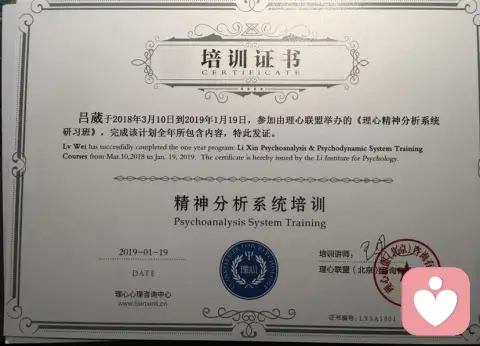 培训证书
CERTIFICATE
吕葳于2018年3月10日到2019年1月19日，参加由理心联盟举办的《理心精神分析系统
研习班》，完成该计划全年所包含内容，特此发证。
Lv Wei has successfully completed the one year program: Li Xin Psychoanalysis & Psychodynamic System Training
Courses from Mar.10,2018 to Jan. 19, 2019. The certificate is hereby issued by the Li Institute for Psychology.
精神分析系统培训
Psychoanalysis System Training
2019-01-19
DATE
培训讲师：
理心联盟（北京）咨询有
理心心理咨询中心
证书编号：LXSA1801